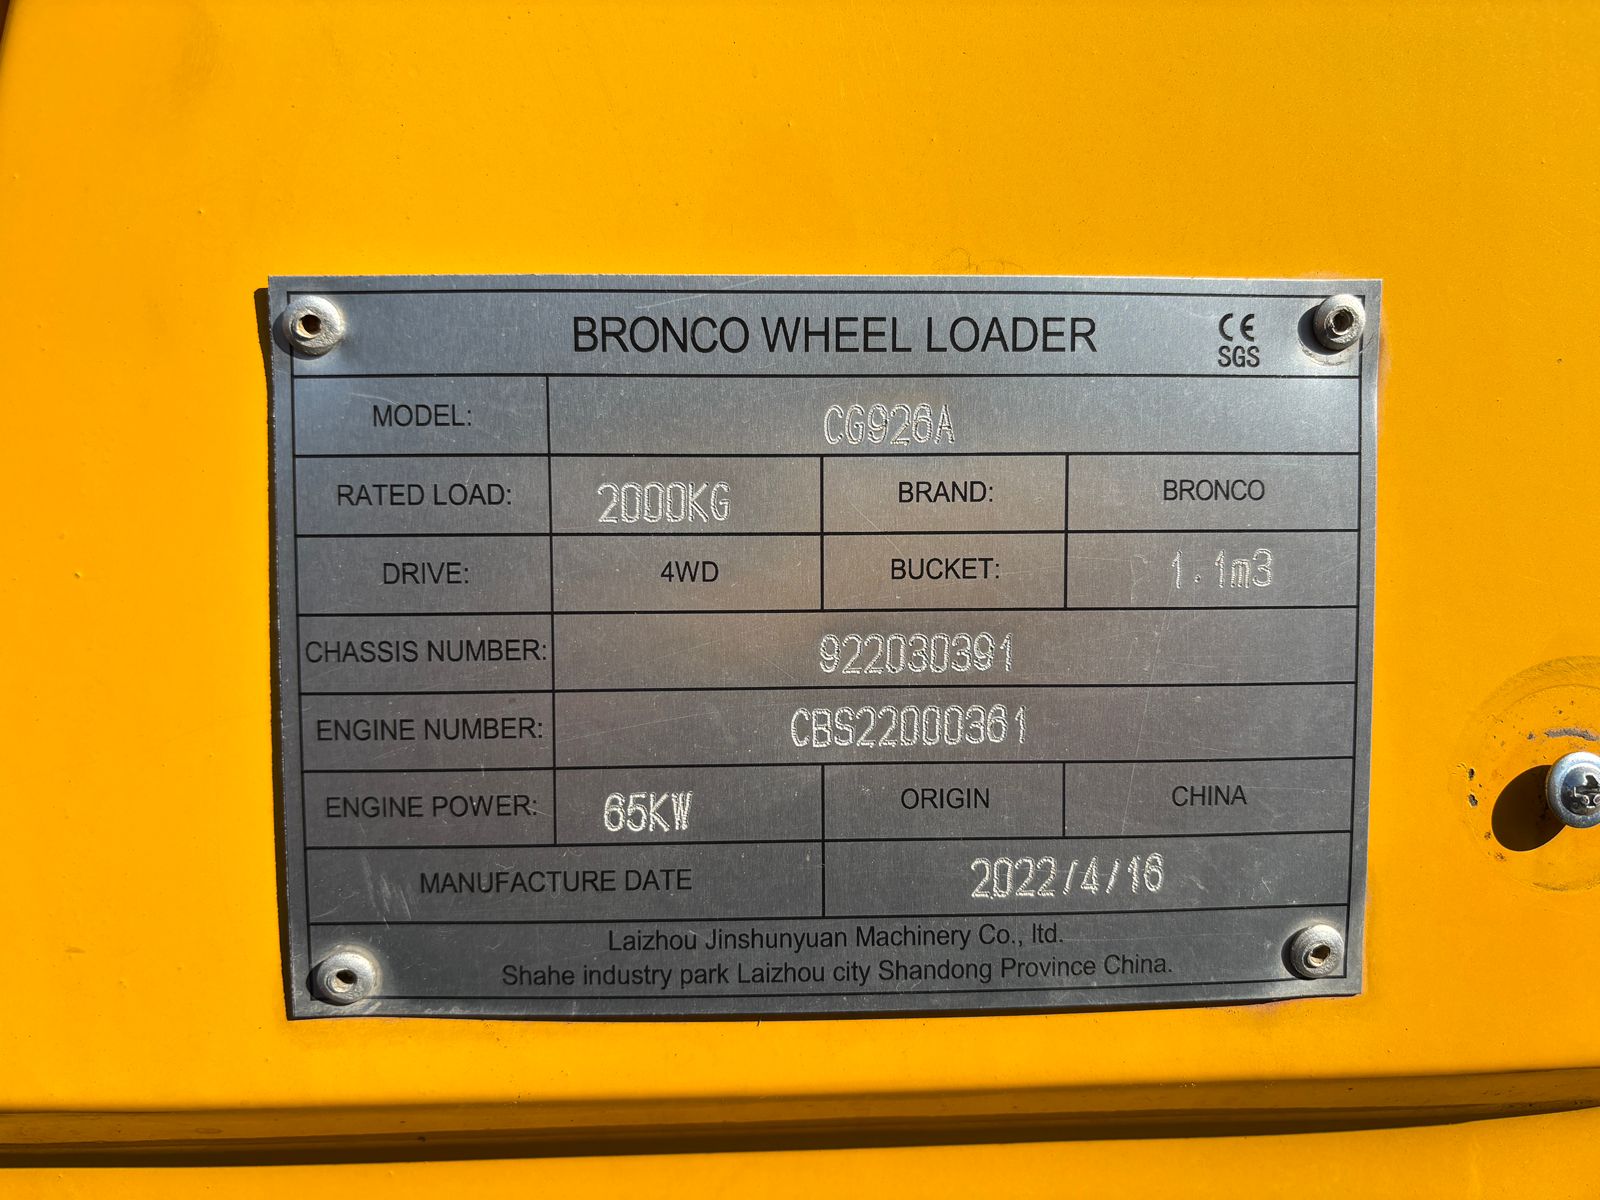 BRONCO WHEEL LOADER
CE
SGS
MODEL: CG926A
RATED LOAD: 2000KG BRAND: BRONCO
DRIVE: 4WD BUCKET: 1.1m3
CHASSIS NUMBER: 922030391
ENGINE NUMBER: CBS22000361
ENGINE POWER: 65KW ORIGIN CHINA
MANUFACTURE DATE 2022/4/16
Laizhou Jinshunyuan Machinery Co., ltd.
Shahe industry park Laizhou city Shandong Province China.